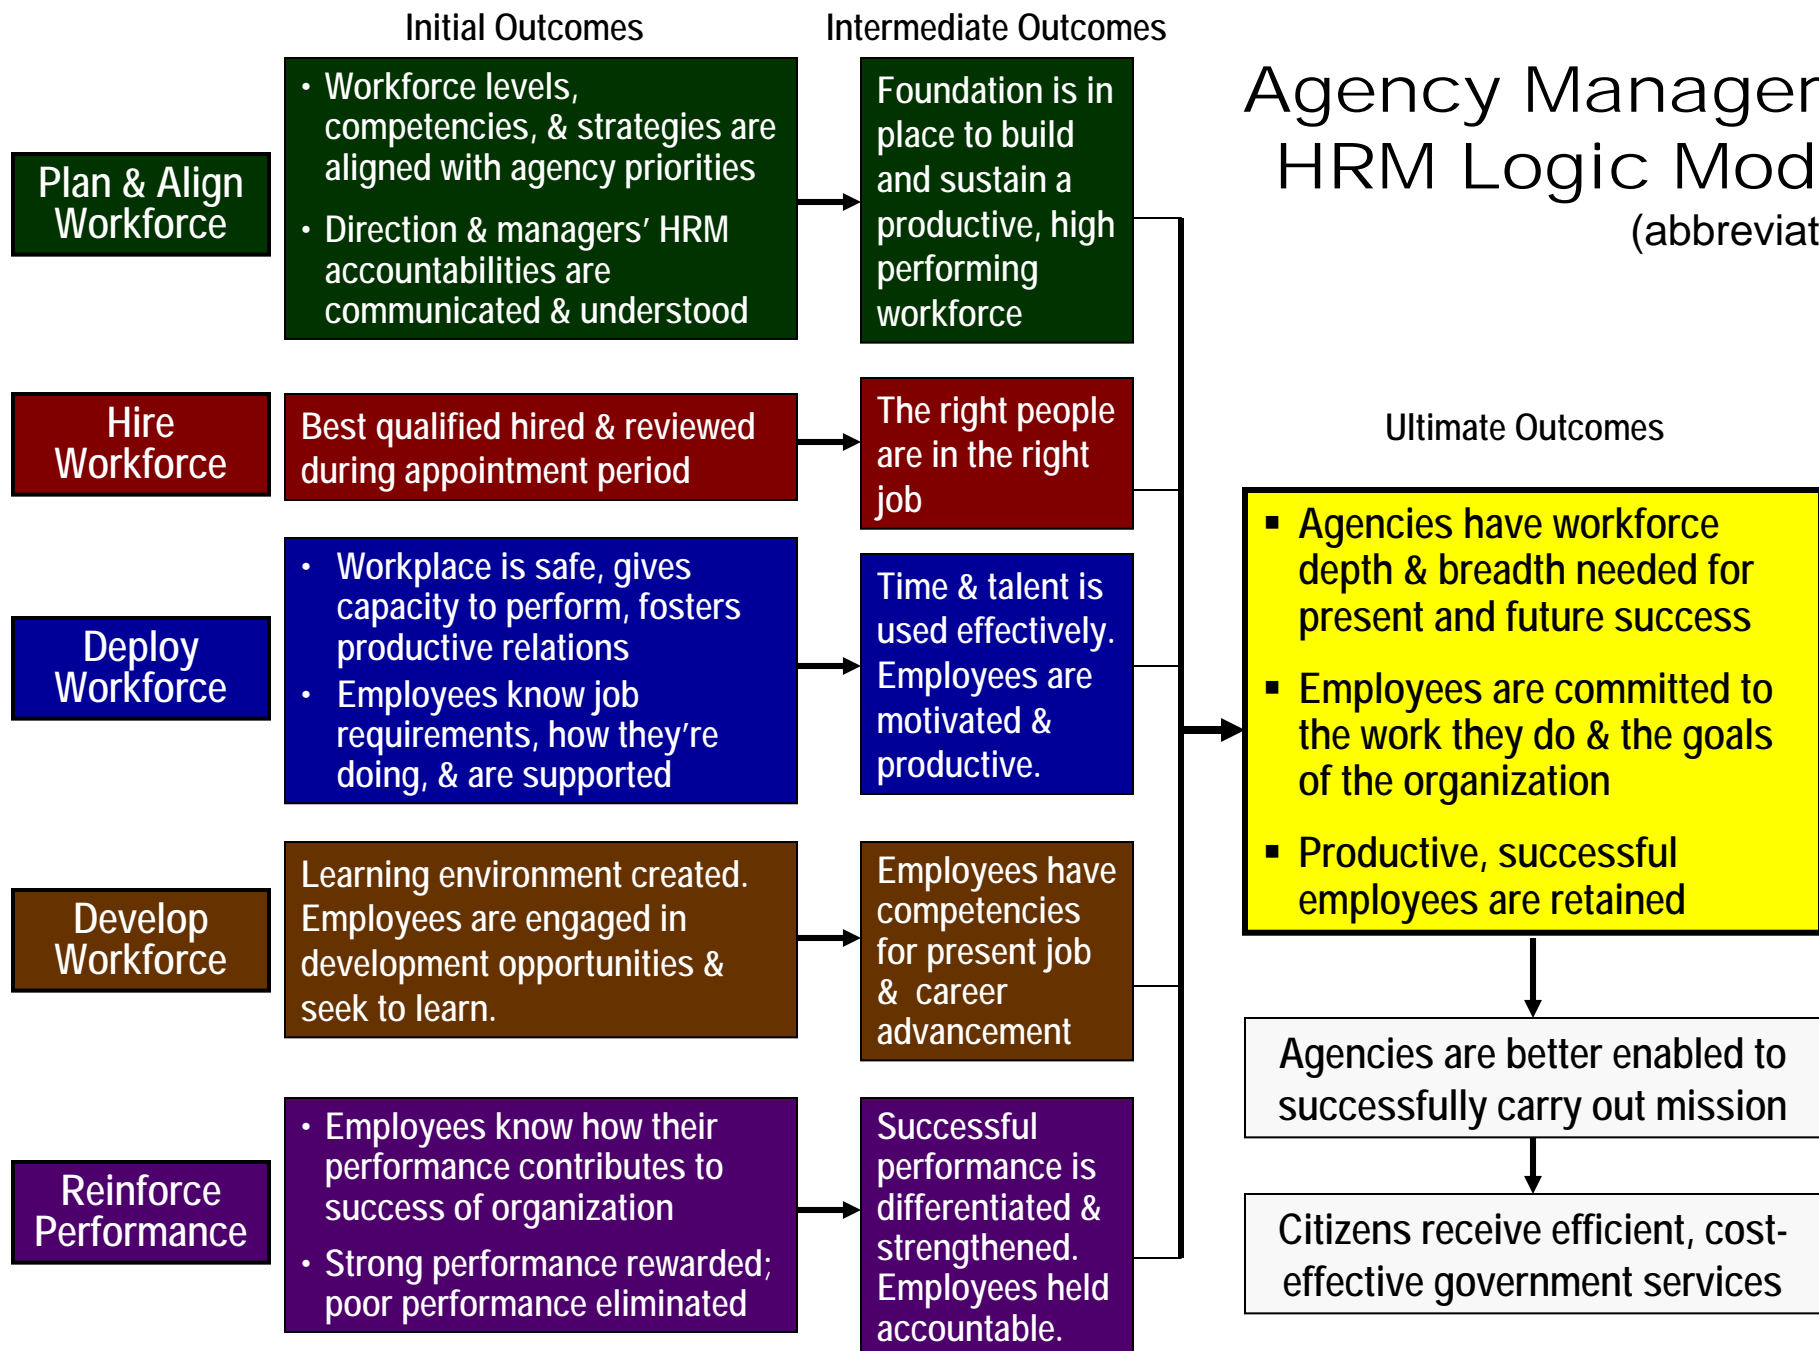 Initial Outcomes
Intermediate Outcomes
Agency Manager
HRM Logic Mod
(abbreviat
Plan & Align
Workforce
• Workforce levels,
competencies, & strategies are
aligned with agency priorities
• Direction & managers’ HRM
accountabilities are
communicated & understood
Foundation is in
place to build
and sustain a
productive, high
performing
workforce
Hire
Workforce
Best qualified hired & reviewed
during appointment period
The right people
are in the right
job
Deploy
Workforce
• Workplace is safe, gives
capacity to perform, fosters
productive relations
• Employees know job
requirements, how they’re
doing, & are supported
Time & talent is
used effectively.
Employees are
motivated &
productive.
Develop
Workforce
Learning environment created.
Employees are engaged in
development opportunities &
seek to learn.
Employees have
competencies
for present job
& career
advancement
Reinforce
Performance
• Employees know how their
performance contributes to
success of organization
• Strong performance rewarded;
poor performance eliminated
Successful
performance is
differentiated &
strengthened.
Employees held
accountable.
Ultimate Outcomes
▪ Agencies have workforce
depth & breadth needed for
present and future success
▪ Employees are committed to
the work they do & the goals
of the organization
▪ Productive, successful
employees are retained
Agencies are better enabled to
successfully carry out mission
Citizens receive efficient, cost-
effective government services